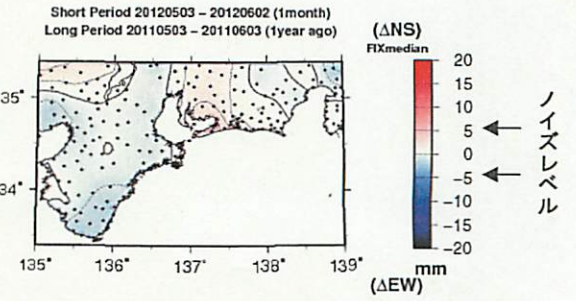 Short Period 20120503 – 20120602 (1month)
Long Period 20110503 – 20110603 (1year ago)
(ΔNS)
FIXmedian
20
15
10
5
0
−5
−10
−15
−20
mm
(ΔEW)
ノイズレベル
35°
34°
135° 136° 137° 138° 139°